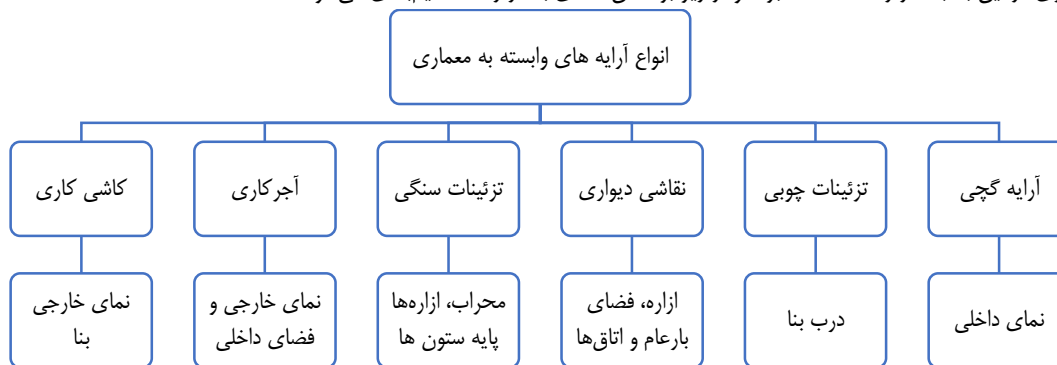 انواع آرایه های وابسته به معماری
آرایه گچی
تزئینات چوبی
نقاشی دیواری
تزئینات سنگی
آجرکاری
کاشی کاری
نمای داخلی
درب بنا
ازاره، فضای
بارعام و اتاق‌ها
محراب، ازاره‌ها
پایه ستون ها
نمای خارجی و
فضای داخلی
نمای خارجی
بنا